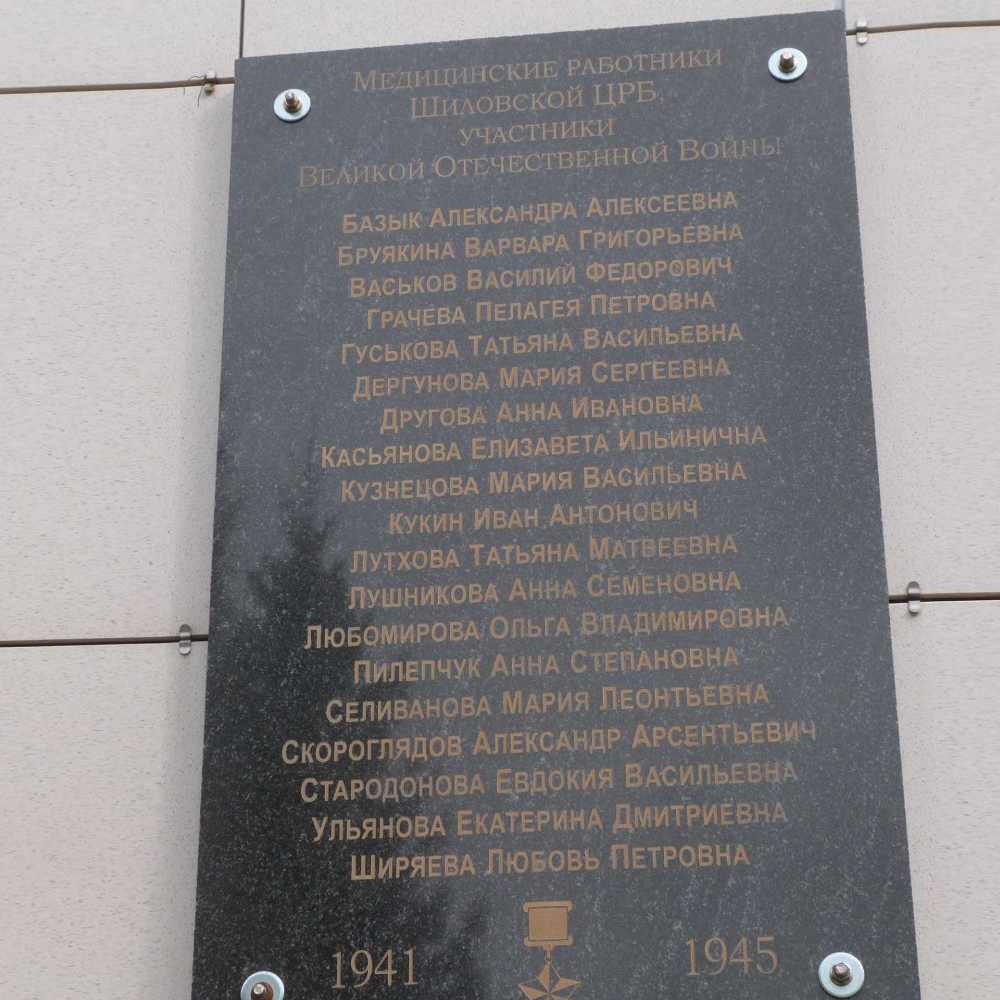 Медицинские работники
Шиловской ЦРБ,
участники
Великой Отечественной Войны
Базык Александра Алексеевна
Бруякина Варвара Григорьевна
Васьков Василий Федорович
Грачева Пелагея Петровна
Гуськова Татьяна Васильевна
Дергунова Мария Сергеевна
Другова Анна Ивановна
Касьянова Елизавета Ильинична
Кузнецова Мария Васильевна
Кукин Иван Антонович
Лутхова Татьяна Матвеевна
Лушникова Анна Семеновна
Любомирова Ольга Владимировна
Пилепчук Анна Степановна
Селиванова Мария Леонтьевна
Скороглядов Александр Арсентьевич
Стародонова Евдокия Васильевна
Ульянова Екатерина Дмитриевна
Ширяева Любовь Петровна
1941 1945